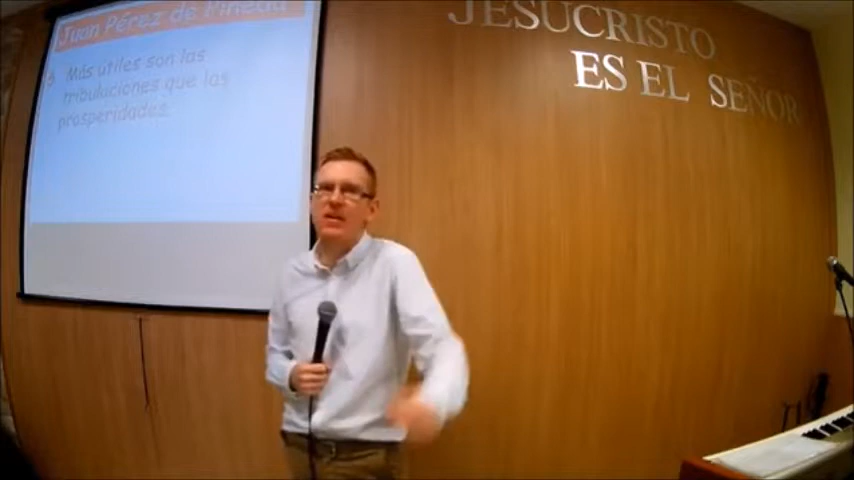 Juan Pérez de Pineda
Más útiles son las
tribulaciones que las
prosperidades.
JESUCRISTO
ES EL SEÑOR